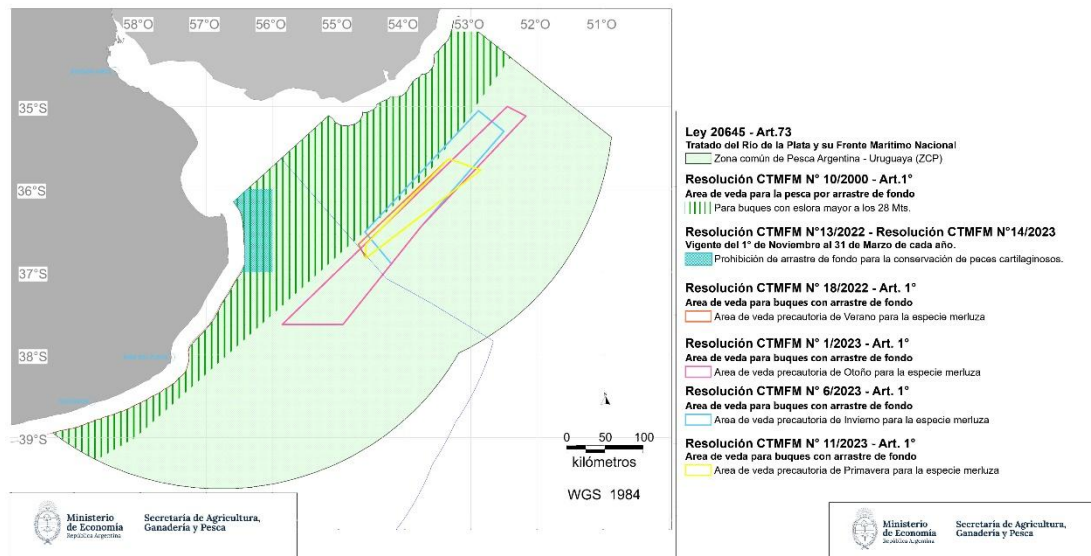 58°O 57°O 56°O 55°O 54°O 53°O 52°O 51°O
35°S
36°S
37°S
38°S
39°S
0 50 100
kilómetros
WGS 1984
Ministerio de Economía
República Argentina
Secretaría de Agricultura,
Ganadería y Pesca
Ley 20645 - Art.73
Tratado del Rio de la Plata y su Frente Maritimo Nacional
Zona común de Pesca Argentina - Uruguaya (ZCP)
Resolución CTMFM N° 10/2000 - Art.1°
Area de veda para la pesca por arrastre de fondo
Para buques con eslora mayor a los 28 Mts.
Resolución CTMFM N°13/2022 - Resolución CTMFM N°14/2023
Vigente del 1° de Noviembre al 31 de Marzo de cada año.
Prohibición de arrastre de fondo para la conservación de peces cartilaginosos.
Resolución CTMFM N° 18/2022 - Art. 1°
Area de veda para buques con arrastre de fondo
Area de veda precautoria de Verano para la especie merluza
Resolución CTMFM N° 1/2023 - Art. 1°
Area de veda para buques con arrastre de fondo
Area de veda precautoria de Otoño para la especie merluza
Resolución CTMFM N° 6/2023 - Art. 1°
Area de veda para buques con arrastre de fondo
Area de veda precautoria de Invierno para la especie merluza
Resolución CTMFM N° 11/2023 - Art. 1°
Area de veda para buques con arrastre de fondo
Area de veda precautoria de Primavera para la especie merluza
Ministerio de Economía
República Argentina
Secretaría de Agricultura,
Ganadería y Pesca